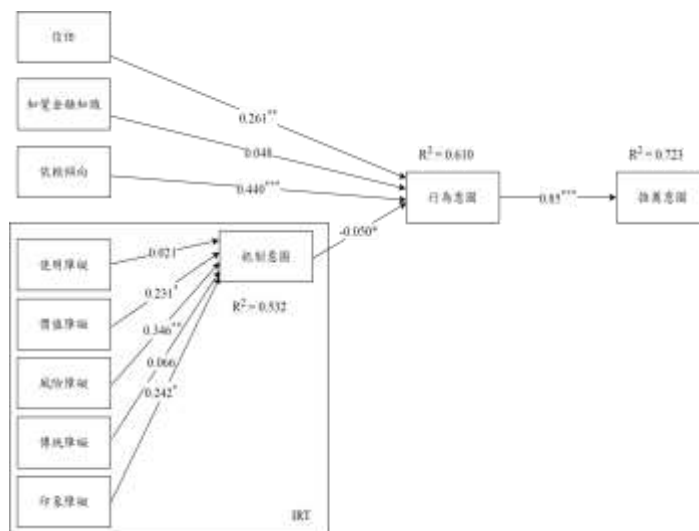 信任
知覺金融知識
0.261**
依賴傾向
0.048
0.440***
R² = 0.610
行為意圖
0.85***
R² = 0.723
推薦意圖
使用障礙
0.021
抵制意圖
-0.050*
R² = 0.532
價值障礙
0.231*
風險障礙
0.346**
0.066
傳統障礙
0.242*
印象障礙
IRT